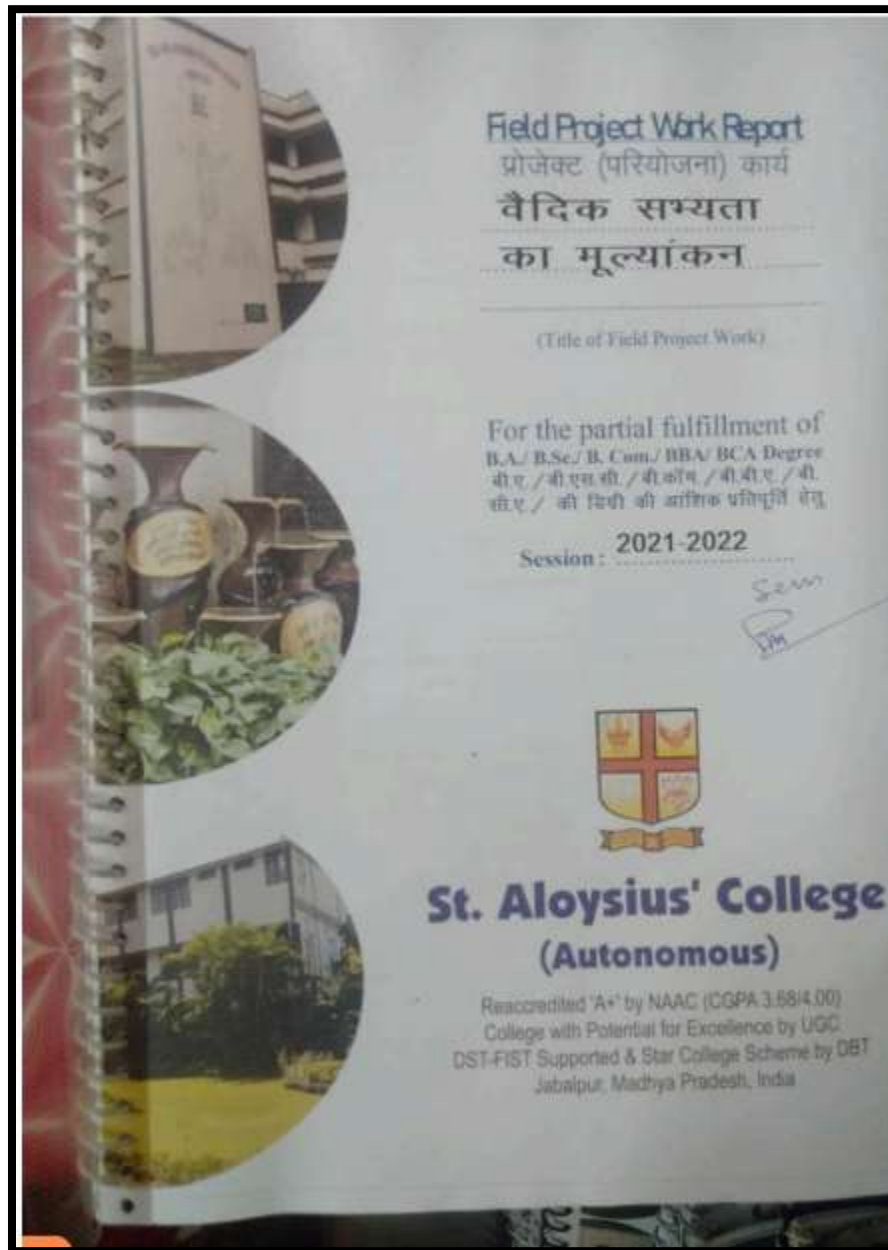 Field Project Work Report
प्रोजेक्ट (परियोजना) कार्य
वैदिक सभ्यता
का मूल्यांकन
(Title of Field Project Work)
For the partial fulfillment of
B.A./ B.Sc./ B. Com./ BBA/ BCA Degree
बी.ए. / बी.एस.सी. / बी.कॉम. / बी.बी.ए. / बी.
सी.ए. / की डिग्री की आंशिक प्रतिपूर्ति हेतु
Session : 2021-2022
Sem
St. Aloysius' College
(Autonomous)
Reaccredited 'A+' by NAAC (CGPA 3.68/4.00)
College with Potential for Excellence by UGC
DST-FIST Supported & Star College Scheme by DBT
Jabalpur, Madhya Pradesh, India